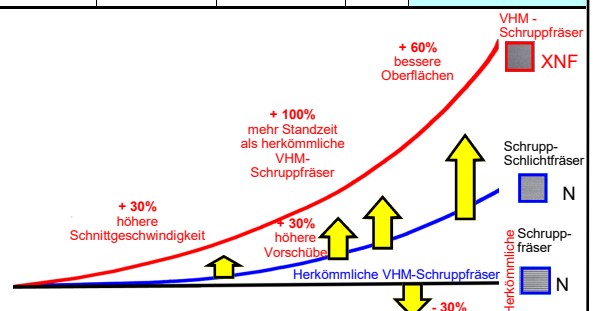 VHM -
Schruppfräser
XNF
+ 60%
bessere
Oberflächen
+ 100%
mehr Standzeit
als herkömmliche
VHM-
Schruppfräser
Schrupp-
Schlichtfräser
N
+ 30%
höhere
Schnittgeschwindigkeit
+ 30%
höhere
Vorschübe
Herkömmliche VHM-Schruppfräser
Herkömmliche
Schrupp-
fräser
N
- 30%